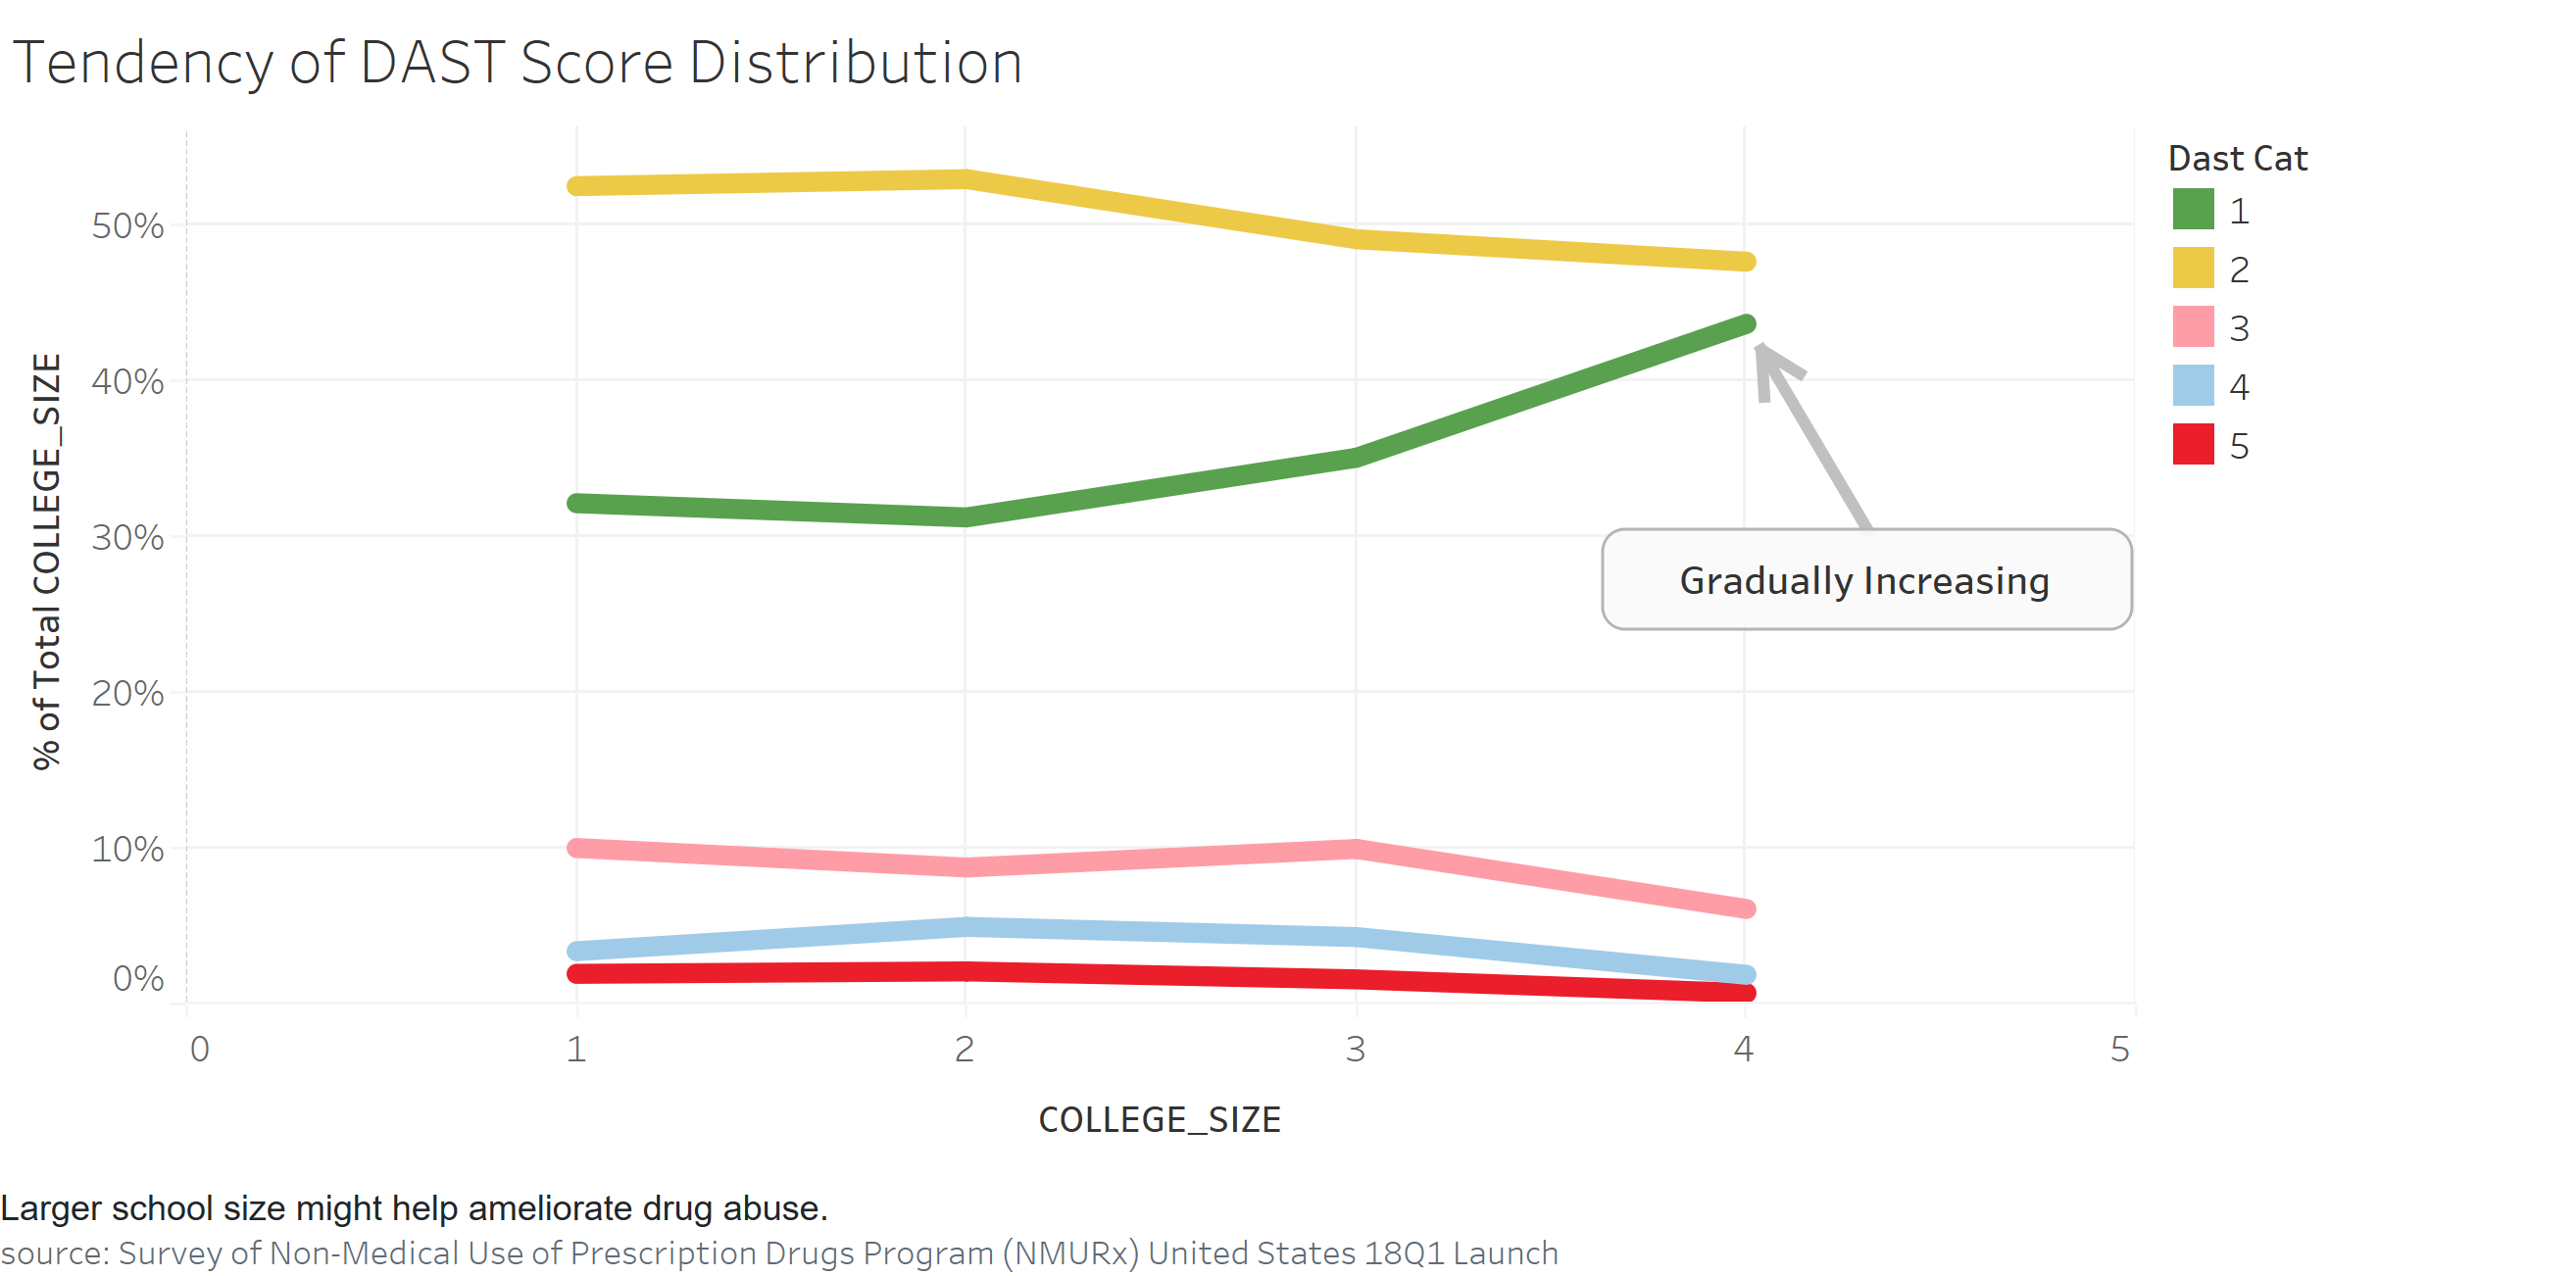 Tendency of DAST Score Distribution
Dast Cat
1
2
3
4
5
% of Total COLLEGE_SIZE
50%
40%
30%
20%
10%
0%
Gradually Increasing
0 1 2 3 4 5
COLLEGE_SIZE
Larger school size might help ameliorate drug abuse.
source: Survey of Non-Medical Use of Prescription Drugs Program (NMURx) United States 18Q1 Launch